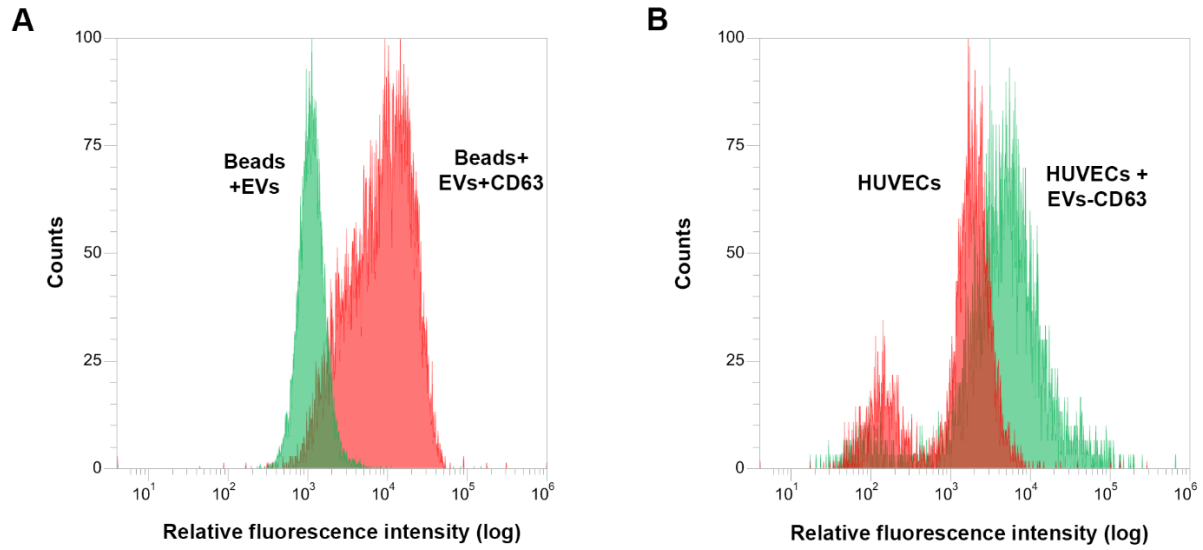 A
100
75
50
25
0
Counts
Beads
+EVs
Beads+
EVs+CD63
10¹
10²
10³
10⁴
10⁵
10⁶
Relative fluorescence intensity (log)
B
100
75
50
25
0
Counts
HUVECs
HUVECs +
EVs-CD63
10¹
10²
10³
10⁴
10⁵
10⁶
Relative fluorescence intensity (log)